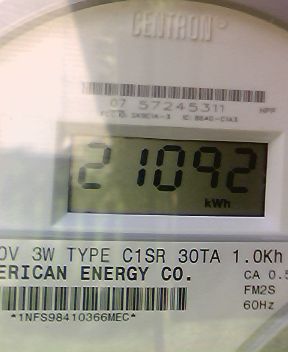 CENTRON
07 57245311
21092
kWh
0V 3W TYPE C1SR 30TA 1.0Kh
ERICAN ENERGY CO.
CA 0.5
FM2S
60Hz
*1NFS98410366MEC*